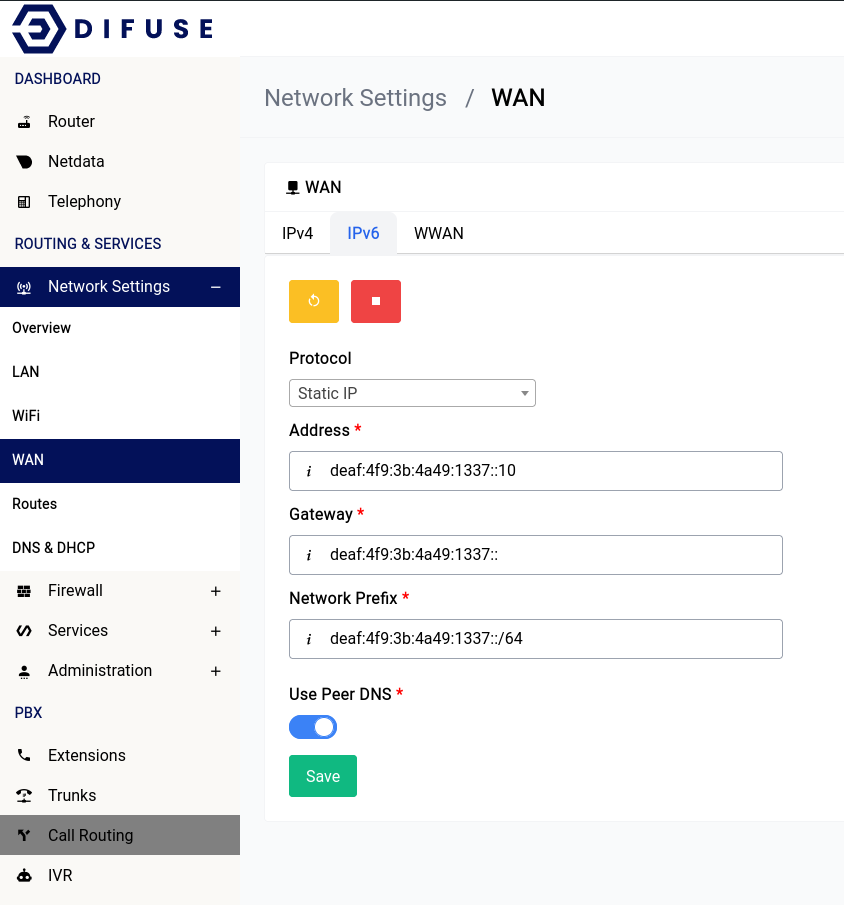 DIFUSE
DASHBOARD
Router
Netdata
Telephony
ROUTING & SERVICES
Network Settings
Overview
LAN
WiFi
WAN
Routes
DNS & DHCP
Firewall
Services
Administration
PBX
Extensions
Trunks
Call Routing
IVR
Network Settings / WAN
WAN
IPv4 IPv6 WWAN
Protocol
Static IP
Address *
i deaf:4f9:3b:4a49:1337::10
Gateway *
i deaf:4f9:3b:4a49:1337::
Network Prefix *
i deaf:4f9:3b:4a49:1337::/64
Use Peer DNS *
Save